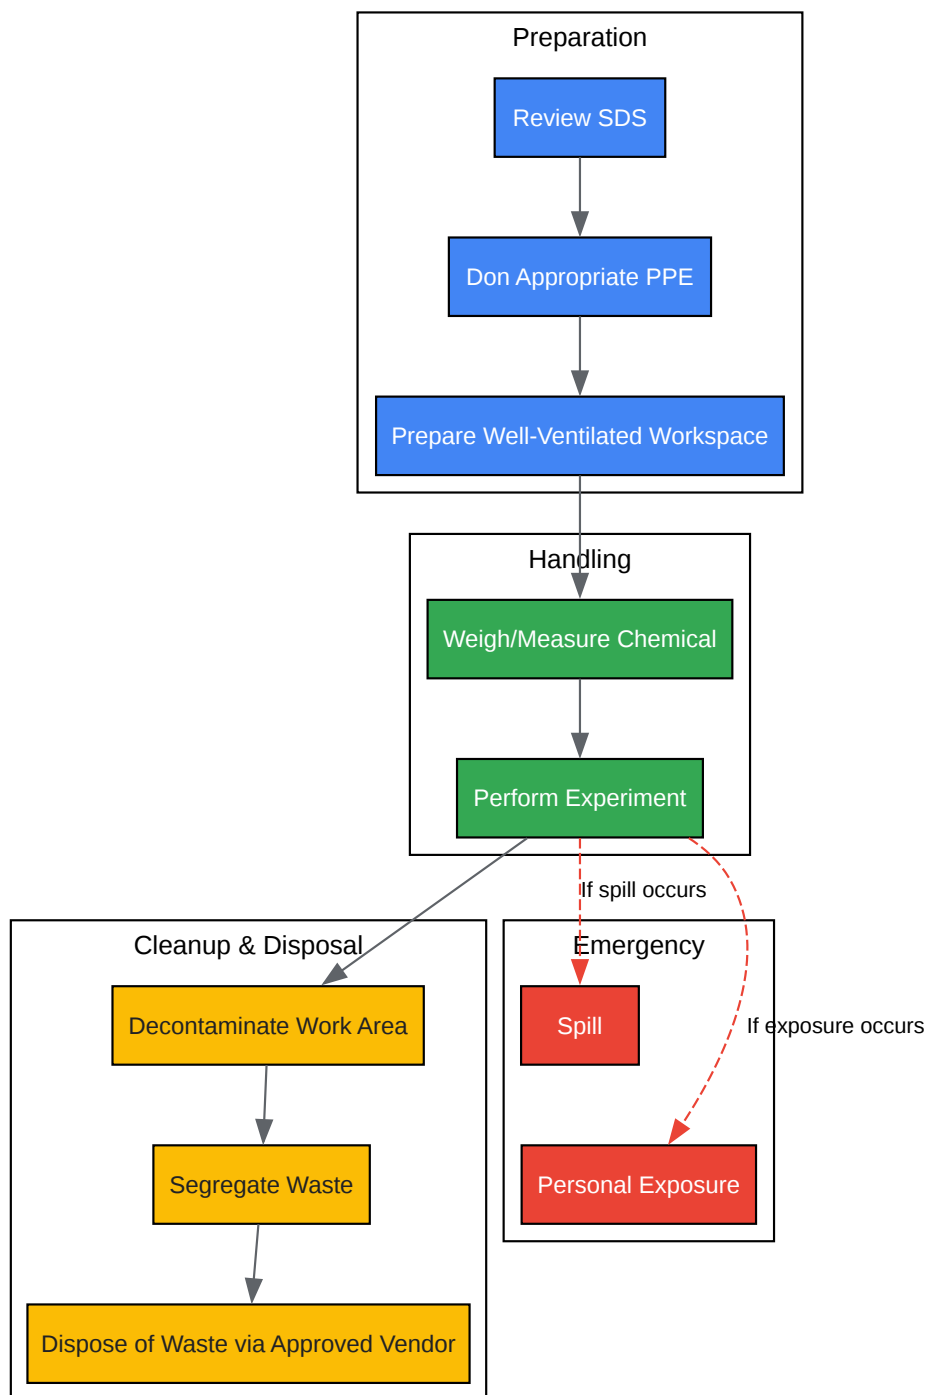 Preparation
Review SDS
Don Appropriate PPE
Prepare Well-Ventilated Workspace
Handling
Weigh/Measure Chemical
Perform Experiment
If spill occurs
Cleanup & Disposal
Emergency
Decontaminate Work Area
Spill
If exposure occurs
Segregate Waste
Personal Exposure
Dispose of Waste via Approved Vendor